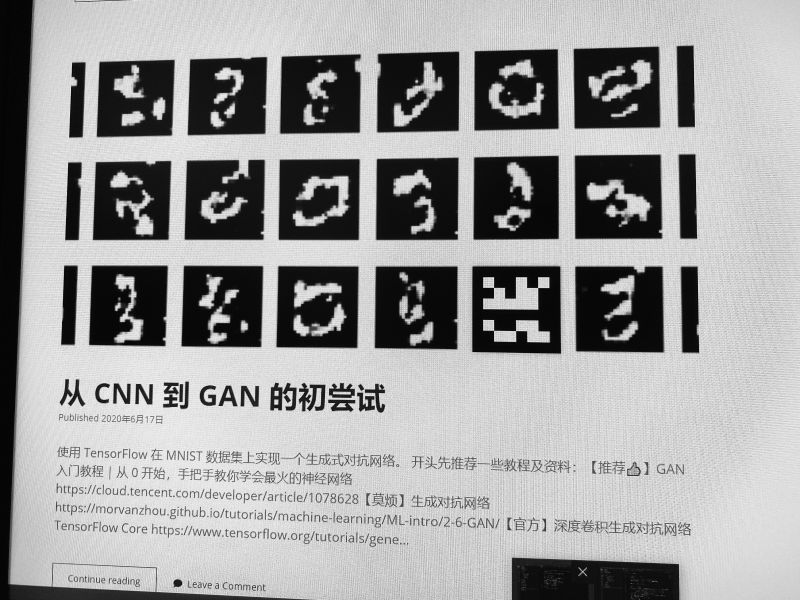 从 CNN 到 GAN 的初尝试
Published 2020年6月17日
使用 TensorFlow 在 MNIST 数据集上实现一个生成式对抗网络。 开头先推荐一些教程及资料：【推荐👍】GAN
入门教程 | 从 0 开始，手把手教你学会最火的神经网络
https://cloud.tencent.com/developer/article/1078628【莫烦】生成对抗网络
https://morvanzhou.github.io/tutorials/machine-learning/ML-intro/2-6-GAN/【官方】深度卷积生成对抗网络
TensorFlow Core https://www.tensorflow.org/tutorials/gene...
Continue reading
Leave a Comment